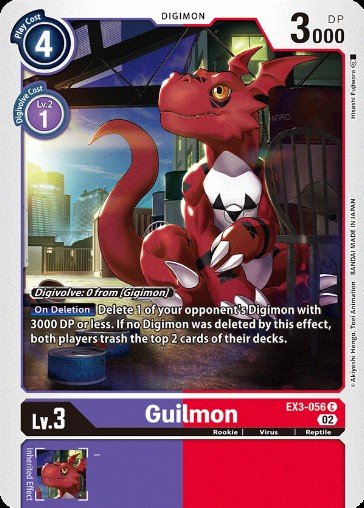 Play Cost
4
DIGIMON
DP
3000
Digivolve Cost
Lv.2
1
Hisashi Fujiwara
BANDAI MADE IN JAPAN
© Akiyoshi Hongo, Toei Animation
Digivolve: 0 from [Gigimon]
On Deletion Delete 1 of your opponent's Digimon with
3000 DP or less. If no Digimon was deleted by this effect,
both players trash the top 2 cards of their decks.
Lv.3
Guilmon
EX3-056 C
02
Rookie | Virus | Reptile
Inherited Effect
-